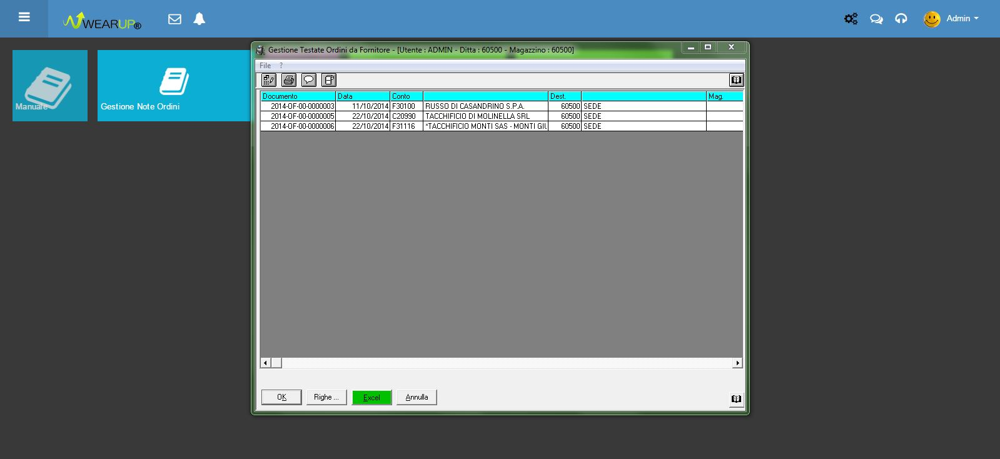 WEARUP®
Admin
Manuale
Gestione Note Ordini
Gestione Testate Ordini da Fornitore - [Utente : ADMIN - Ditta : 60500 - Magazzino : 60500]
File ?
Documento Data Conto Dest. Mag.
2014-OF-00-0000003 11/10/2014 F30100 RUSSO DI CASANDRINO S.P.A. 60500 SEDE
2014-OF-00-0000005 22/10/2014 C20990 TACCHIFICIO DI MOLINELLA SRL 60500 SEDE
2014-OF-00-0000006 22/10/2014 F31116 *TACCHIFICIO MONTI SAS - MONTI GIU 60500 SEDE
OK Righe ... Excel Annulla